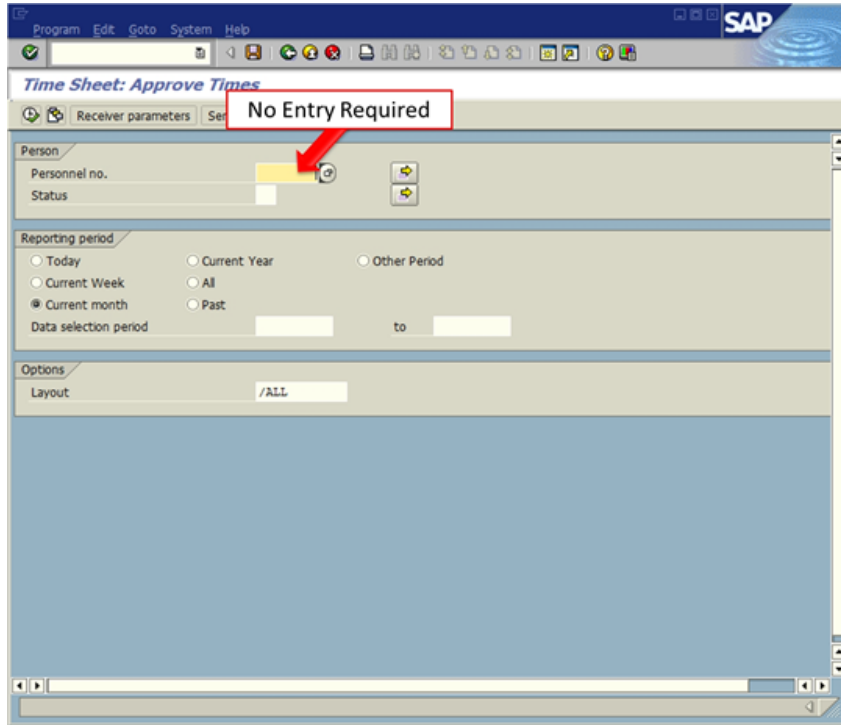 Program Edit Goto System Help
SAP
Time Sheet: Approve Times
Receiver parameters
No Entry Required
Person
Personnel no.
Status
Reporting period
Today Current Year Other Period
Current Week All
Current month Past
Data selection period to
Options
Layout /ALL